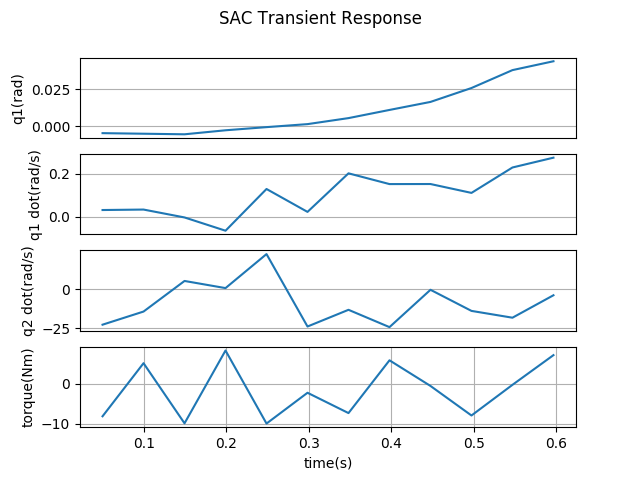 SAC Transient Response
q1(rad)
0.025
0.000
q1 dot(rad/s)
0.2
0.0
q2 dot(rad/s)
0
−25
torque(Nm)
0
−10
0.1 0.2 0.3 0.4 0.5 0.6
time(s)